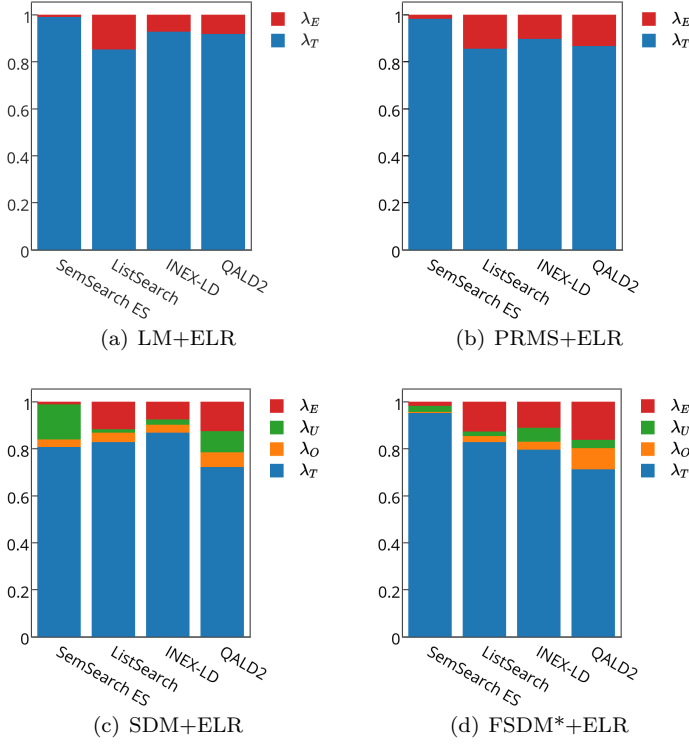 1
0.8
0.6
0.4
0.2
0
SemSearch ES
ListSearch
INEX-LD
QALD2
λE
λT
(a) LM+ELR
1
0.8
0.6
0.4
0.2
0
SemSearch ES
ListSearch
INEX-LD
QALD2
λE
λT
(b) PRMS+ELR
1
0.8
0.6
0.4
0.2
0
SemSearch ES
ListSearch
INEX-LD
QALD2
λE
λU
λO
λT
(c) SDM+ELR
1
0.8
0.6
0.4
0.2
0
SemSearch ES
ListSearch
INEX-LD
QALD2
λE
λU
λO
λT
(d) FSDM*+ELR